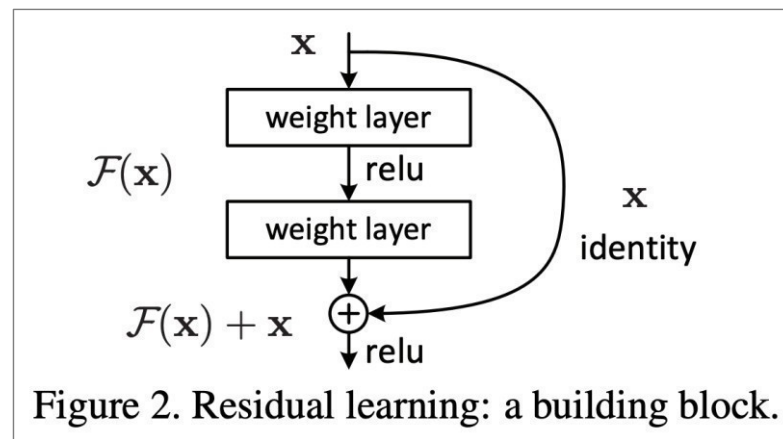 x
weight layer
relu
F(x)
x
weight layer
identity
F(x) + x
+
relu
Figure 2. Residual learning: a building block.